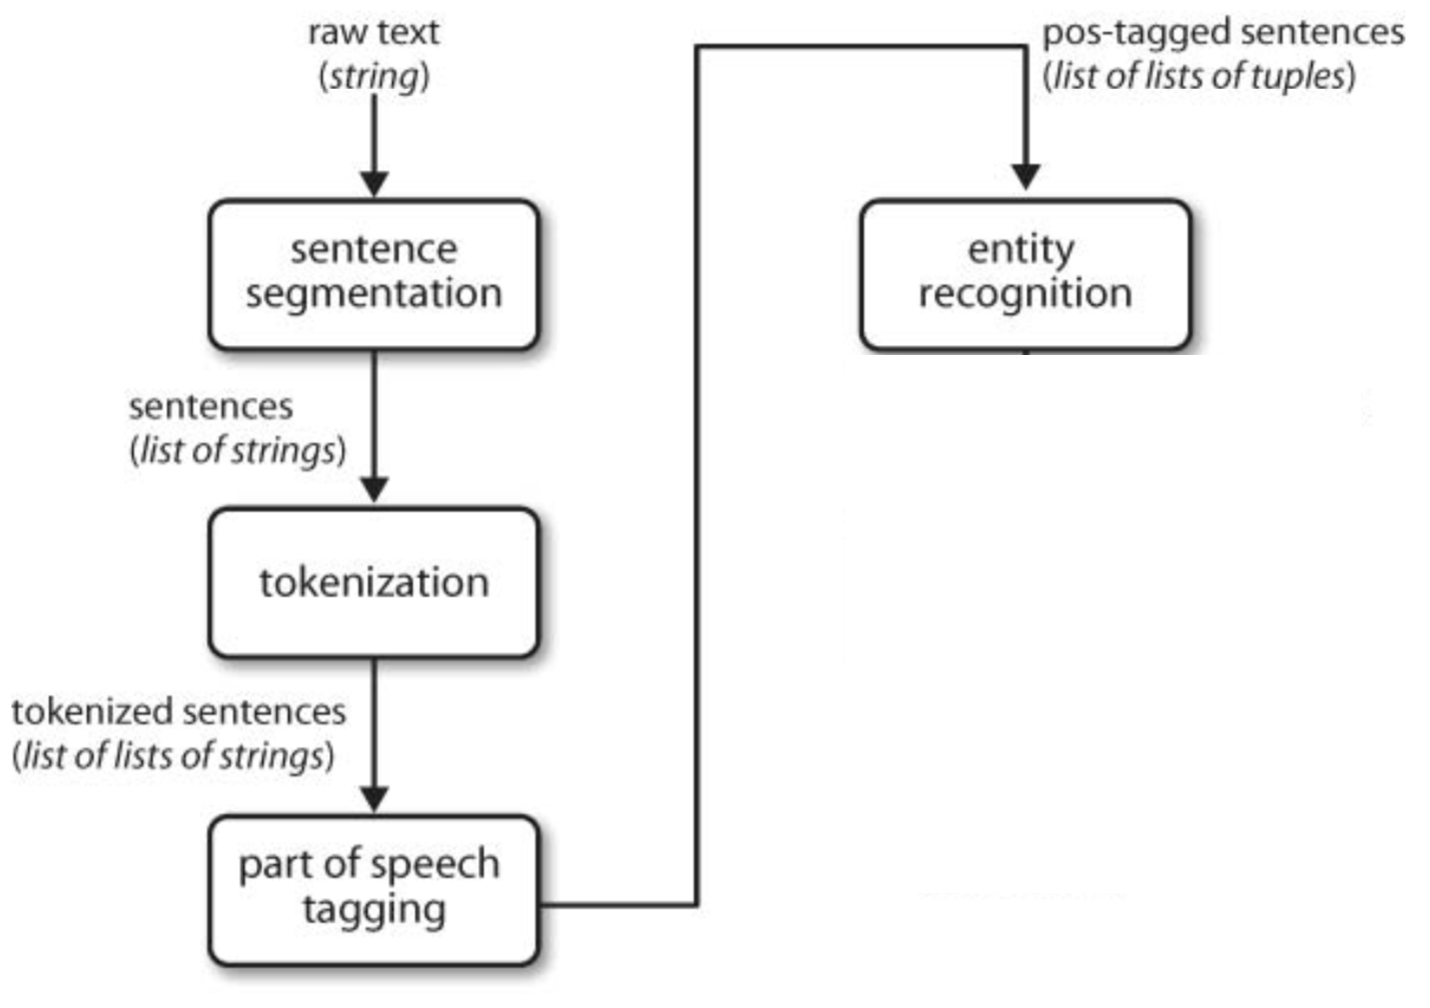 raw text
(string)
sentence
segmentation
sentences
(list of strings)
tokenization
tokenized sentences
(list of lists of strings)
part of speech
tagging
pos-tagged sentences
(list of lists of tuples)
entity
recognition